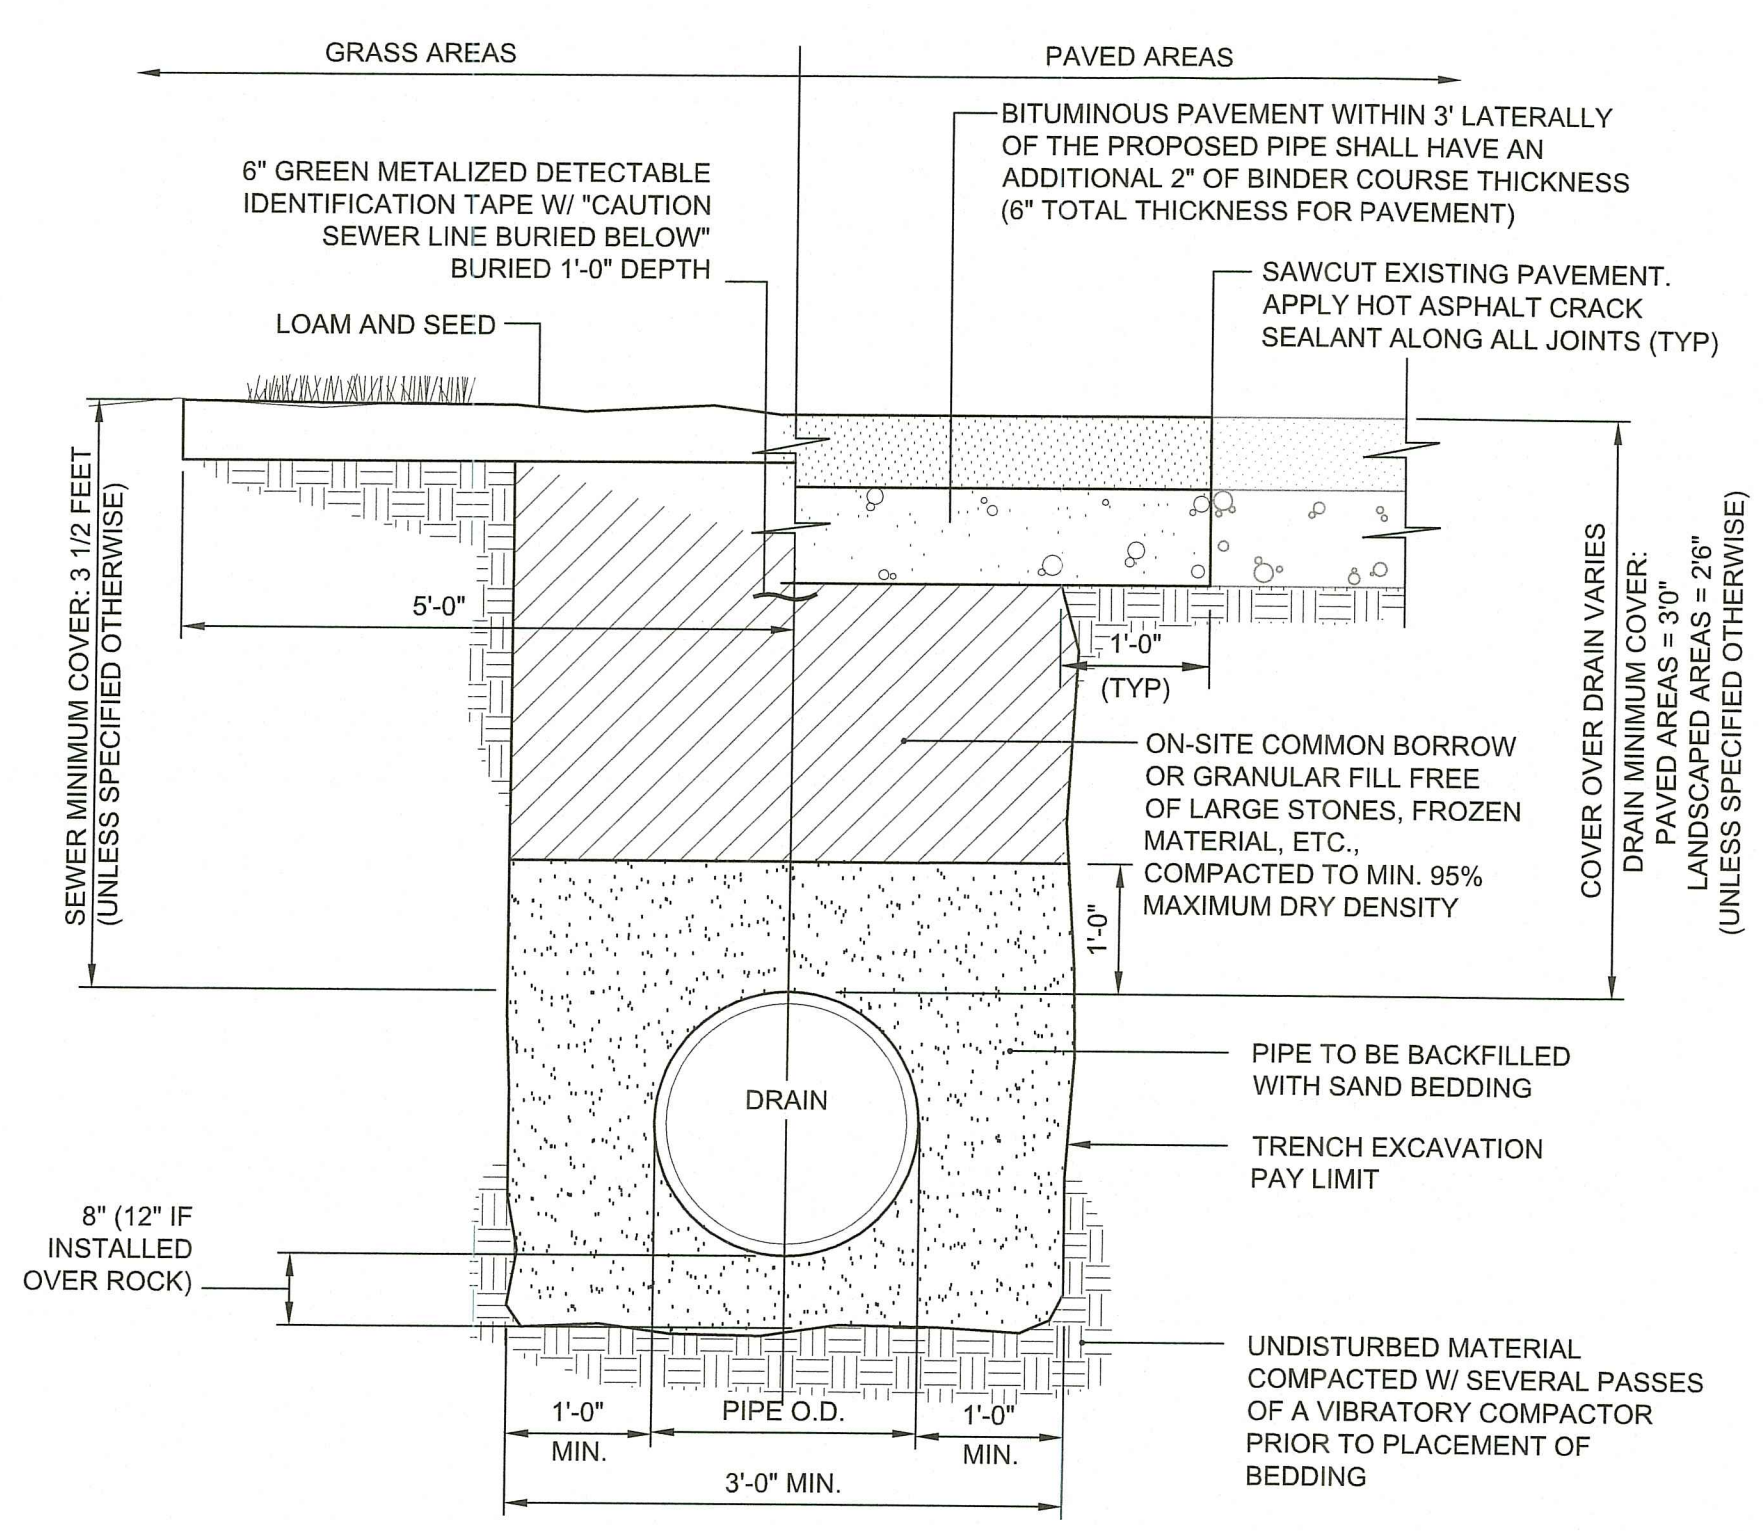 GRASS AREAS
PAVED AREAS
BITUMINOUS PAVEMENT WITHIN 3' LATERALLY
OF THE PROPOSED PIPE SHALL HAVE AN
ADDITIONAL 2" OF BINDER COURSE THICKNESS
(6" TOTAL THICKNESS FOR PAVEMENT)
6" GREEN METALIZED DETECTABLE
IDENTIFICATION TAPE W/ "CAUTION
SEWER LINE BURIED BELOW"
BURIED 1'-0" DEPTH
SAWCUT EXISTING PAVEMENT.
APPLY HOT ASPHALT CRACK
SEALANT ALONG ALL JOINTS (TYP)
LOAM AND SEED
SEWER MINIMUM COVER: 3 1/2 FEET
(UNLESS SPECIFIED OTHERWISE)
5'-0"
1'-0"
(TYP)
COVER OVER DRAIN VARIES
DRAIN MINIMUM COVER:
PAVED AREAS = 3'0"
LANDSCAPED AREAS = 2'6"
(UNLESS SPECIFIED OTHERWISE)
ON-SITE COMMON BORROW
OR GRANULAR FILL FREE
OF LARGE STONES, FROZEN
MATERIAL, ETC.,
COMPACTED TO MIN. 95%
MAXIMUM DRY DENSITY
1'-0"
PIPE TO BE BACKFILLED
WITH SAND BEDDING
DRAIN
TRENCH EXCAVATION
PAY LIMIT
8" (12" IF
INSTALLED
OVER ROCK)
UNDISTURBED MATERIAL
COMPACTED W/ SEVERAL PASSES
OF A VIBRATORY COMPACTOR
PRIOR TO PLACEMENT OF
BEDDING
1'-0"
MIN.
PIPE O.D.
1'-0"
MIN.
3'-0" MIN.